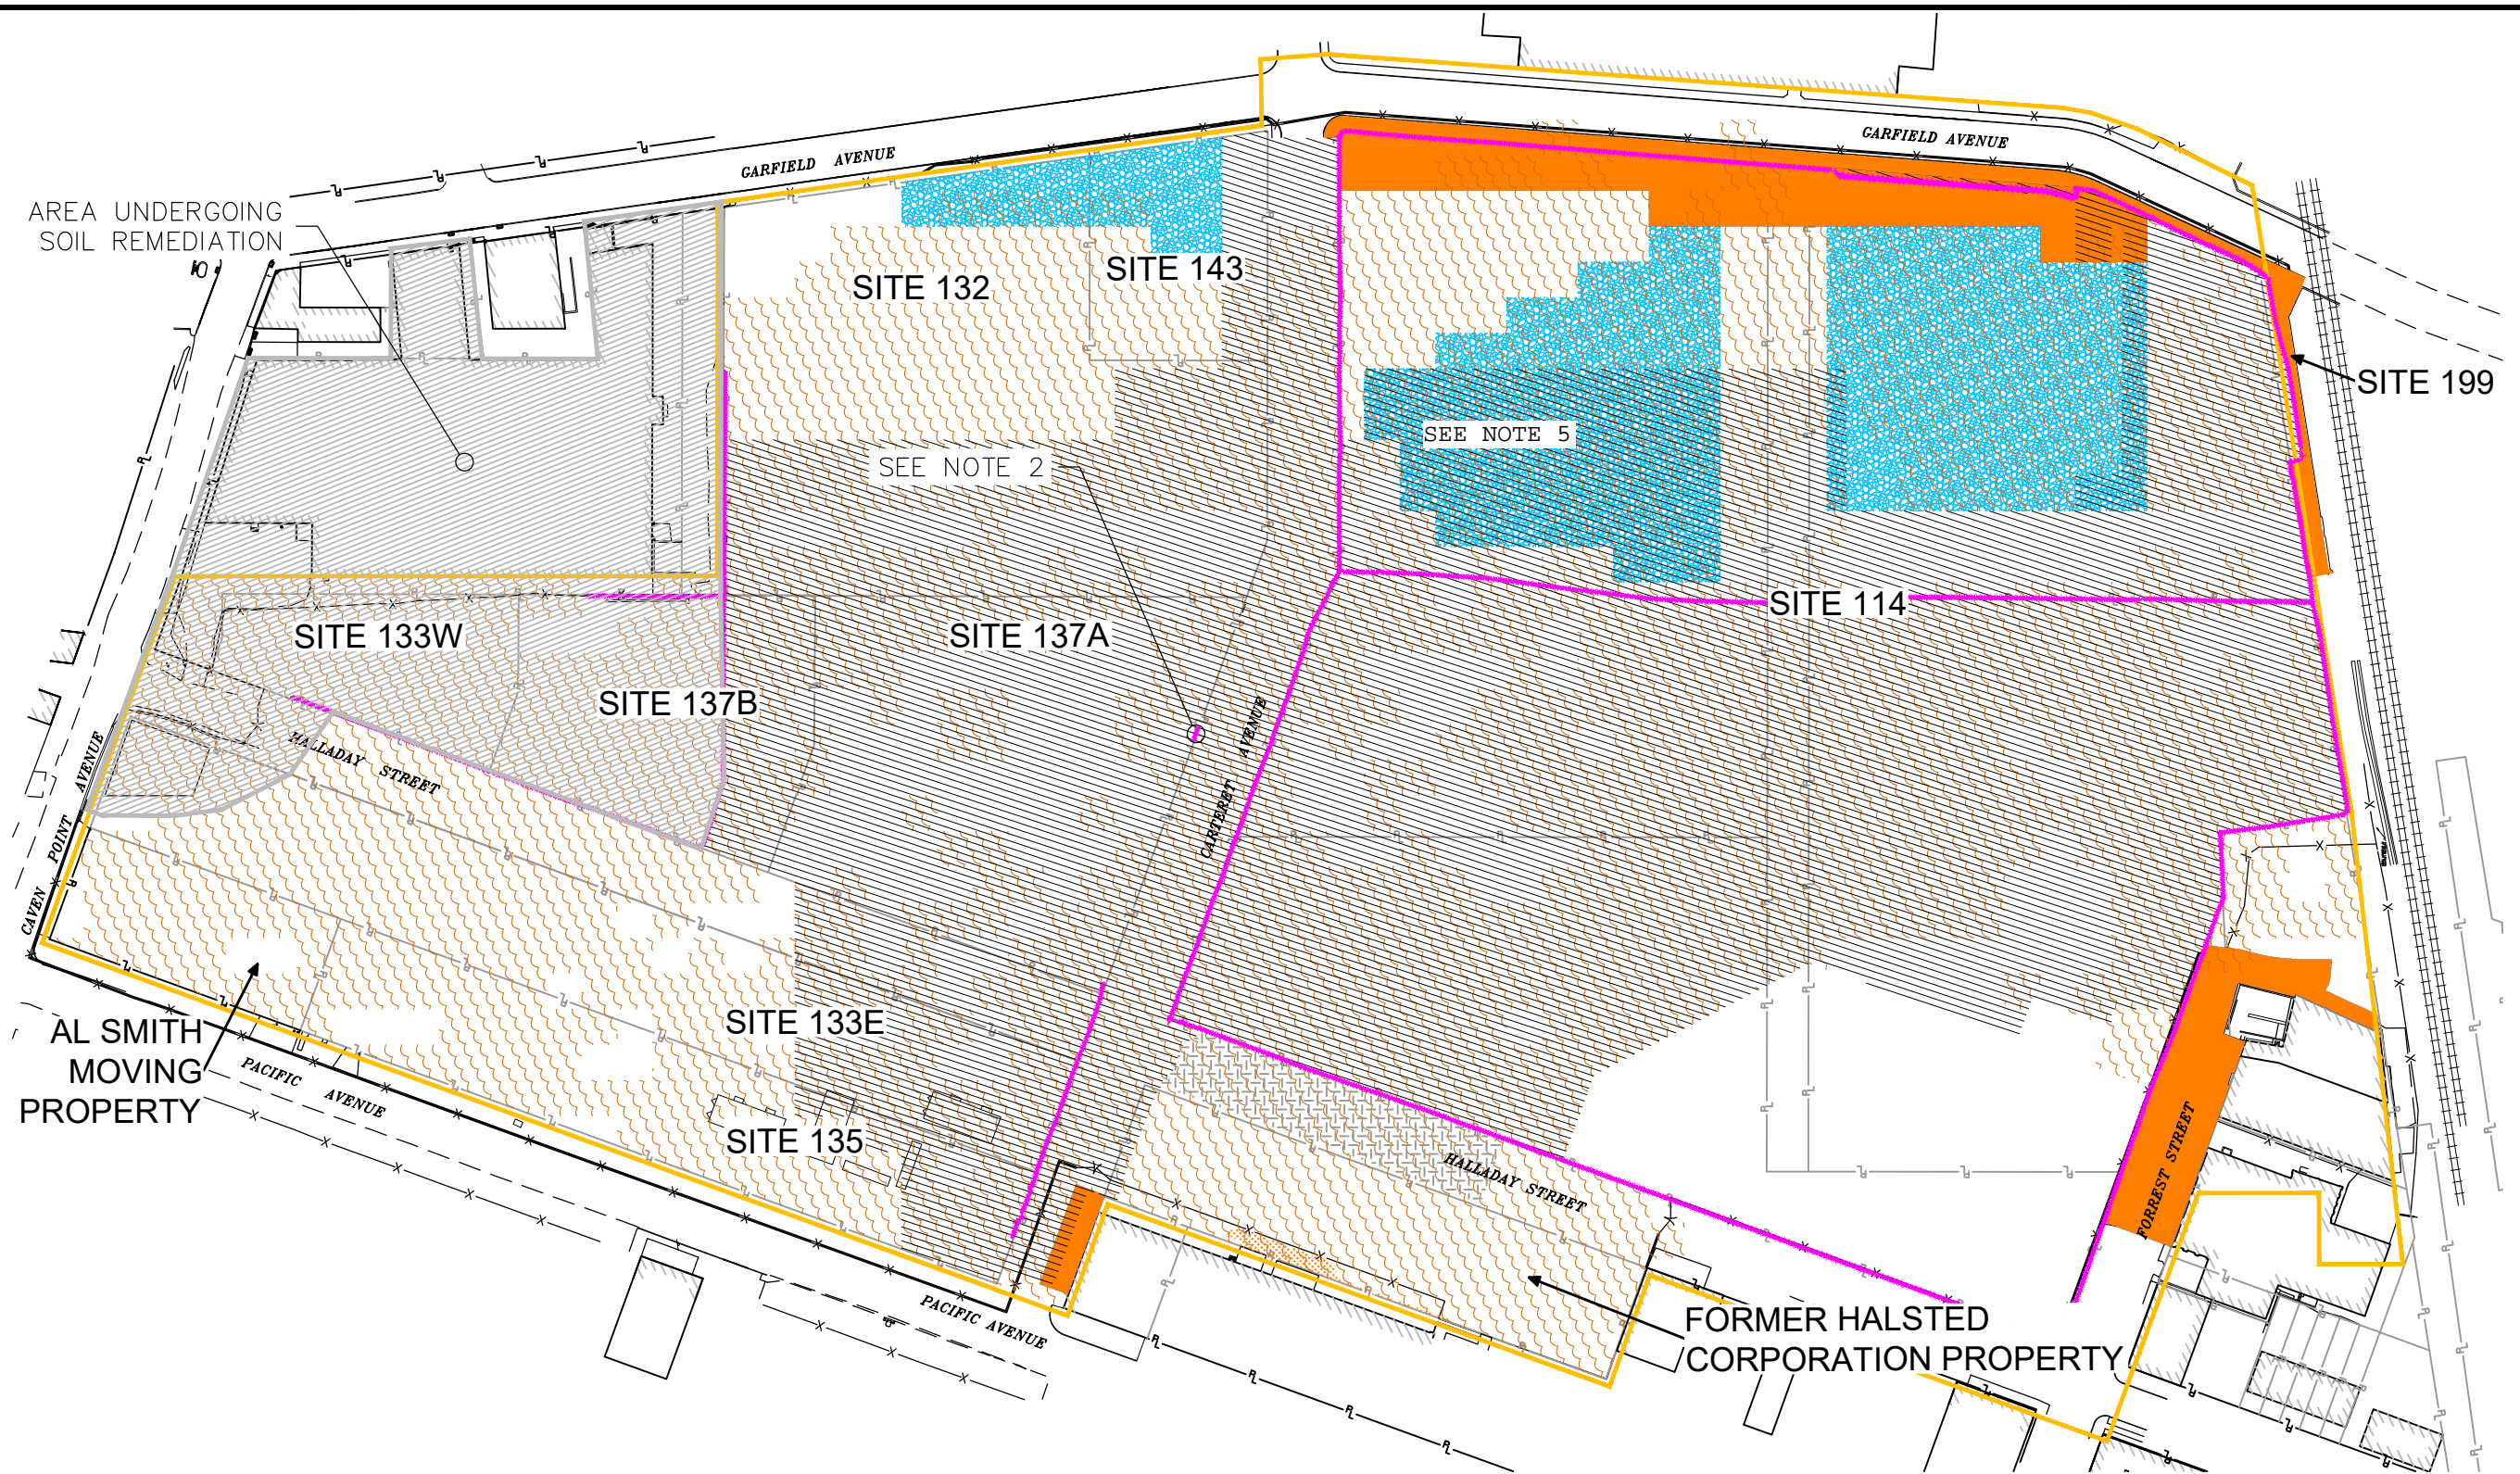 GARFIELD AVENUE
GARFIELD AVENUE
AREA UNDERGOING
SOIL REMEDIATION
SITE 132
SITE 143
SITE 199
SEE NOTE 5
SEE NOTE 2
SITE 114
SITE 133W
SITE 137A
SITE 137B
HALLADAY STREET
CARTERET AVENUE
CAVEN POINT AVENUE
SITE 133E
AL SMITH
MOVING
PROPERTY
PACIFIC AVENUE
SITE 135
HALLADAY STREET
FORREST STREET
PACIFIC AVENUE
FORMER HALSTED
CORPORATION PROPERTY